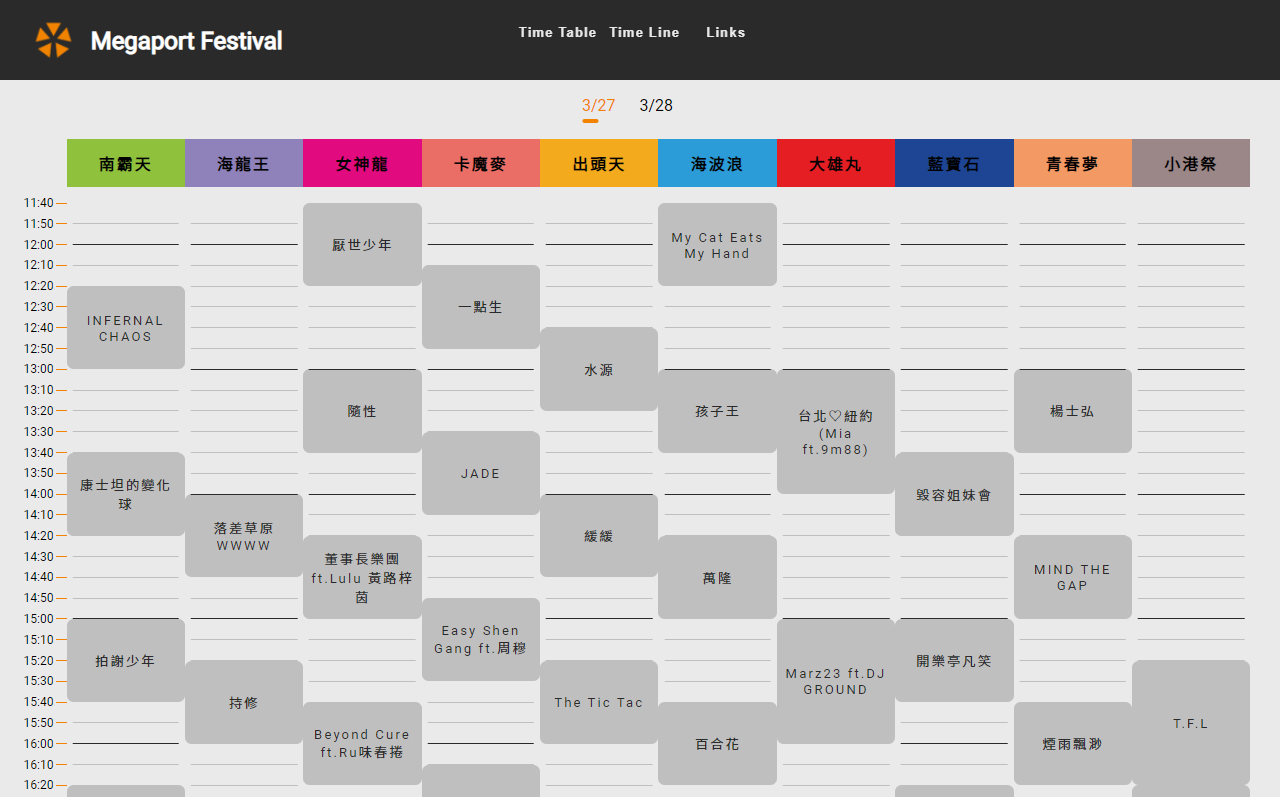 Megaport Festival
Time Table Time Line Links
3/27 3/28
南霸天 海龍王 女神龍 卡魔麥 出頭天 海波浪 大雄丸 藍寶石 青春夢 小港祭
11:40
11:50
12:00
12:10
12:20
12:30
12:40
12:50
13:00
13:10
13:20
13:30
13:40
13:50
14:00
14:10
14:20
14:30
14:40
14:50
15:00
15:10
15:20
15:30
15:40
15:50
16:00
16:10
16:20
INFERNAL
CHAOS
康士坦的變化
球
拍謝少年
落差草原
WWWW
持修
厭世少年
隨性
董事長樂團
ft.Lulu 黃路梓
茵
Beyond Cure
ft.Ru味春捲
一點生
JADE
Easy Shen
Gang ft.周穆
水源
緩緩
The Tic Tac
My Cat Eats
My Hand
孩子王
萬隆
百合花
台北♡紐約
(Mia
ft.9m88)
Marz23 ft.DJ
GROUND
毀容姐妹會
開樂亭凡笑
楊士弘
MIND THE
GAP
煙雨飄渺
T.F.L